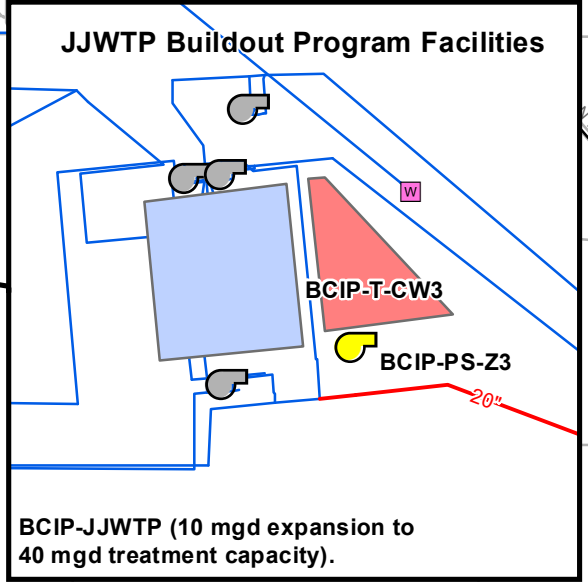 JJWTP Buildout Program Facilities
W
BCIP-T-CW3
BCIP-PS-Z3
20"
BCIP-JJWTP (10 mgd expansion to
40 mgd treatment capacity).